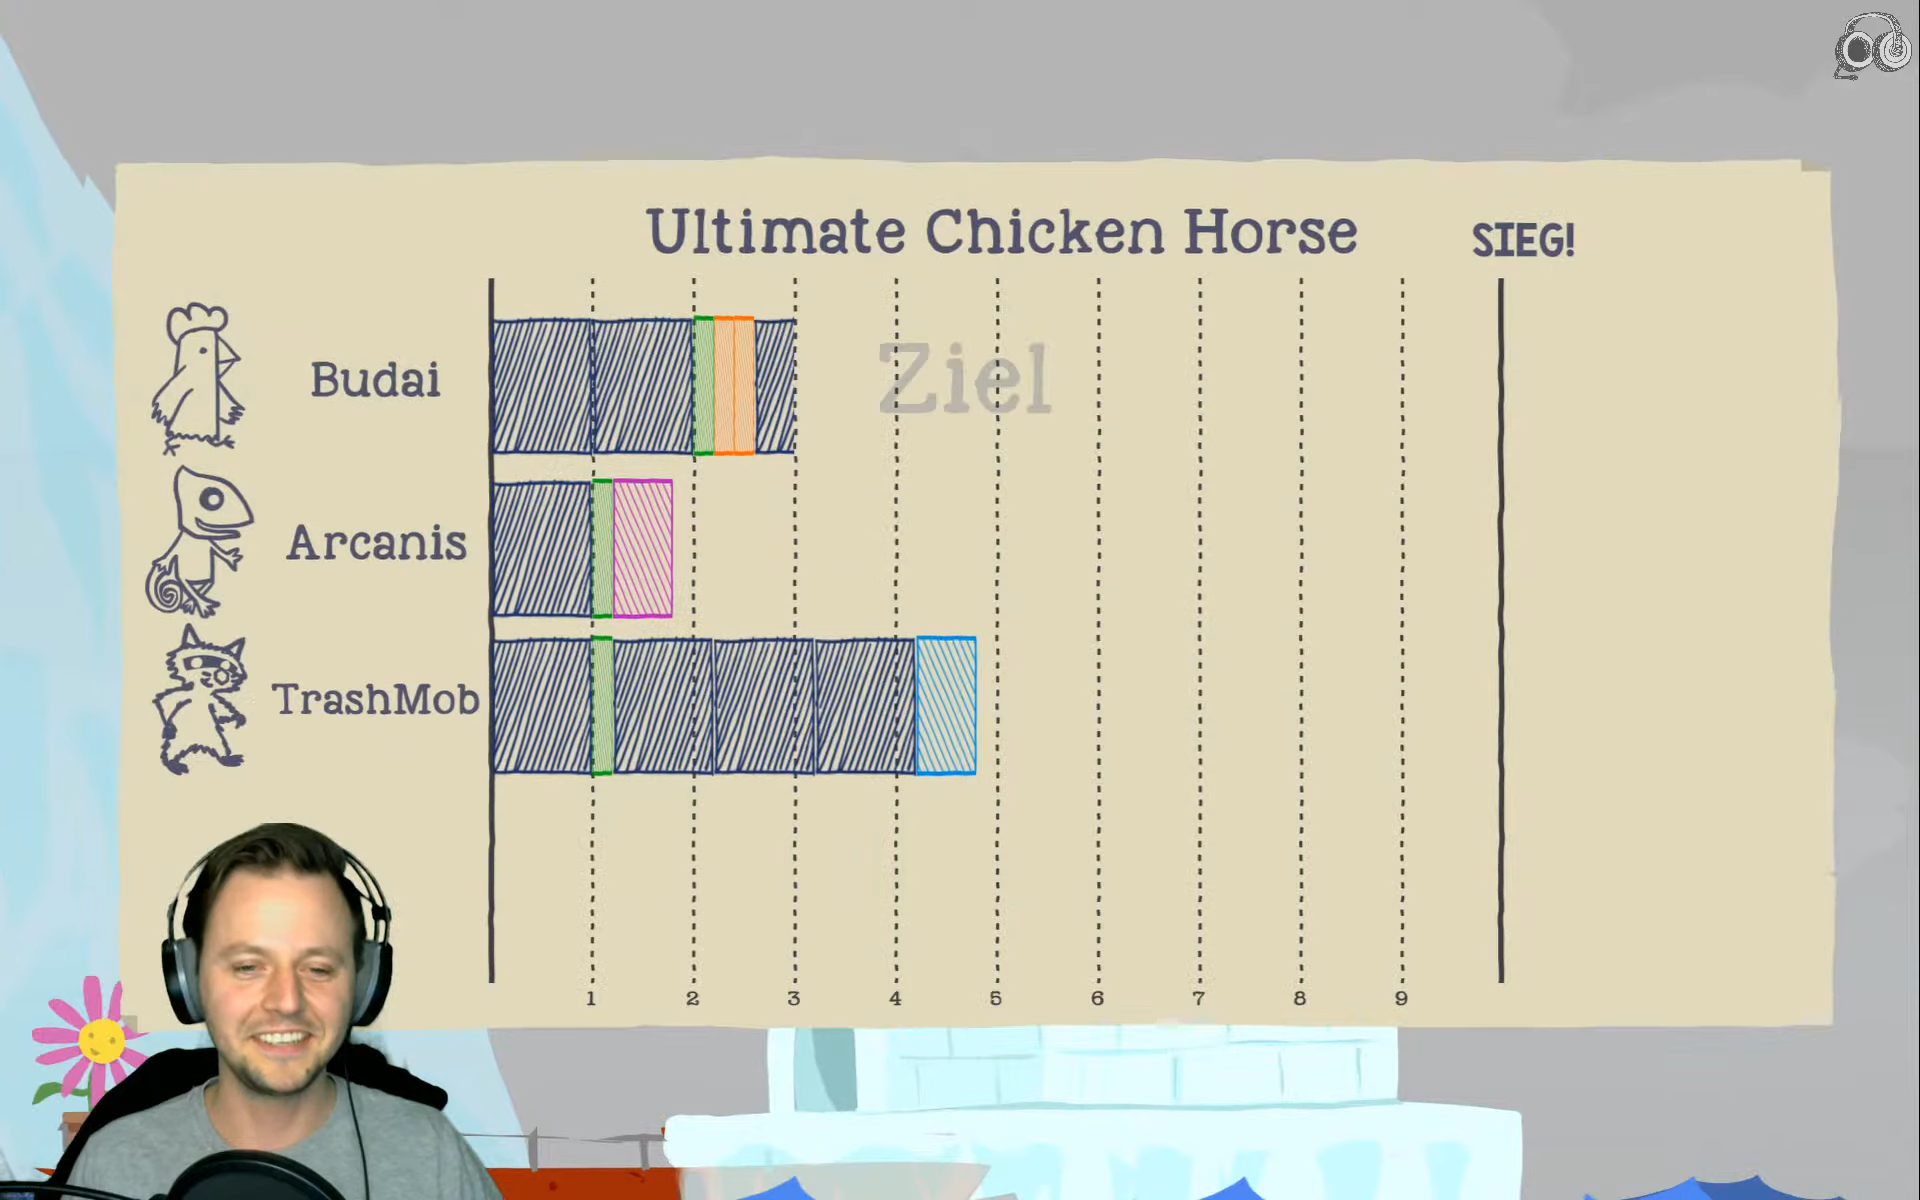 Ultimate Chicken Horse
SIEG!
Budai
Ziel
Arcanis
TrashMob
1 2 3 4 5 6 7 8 9